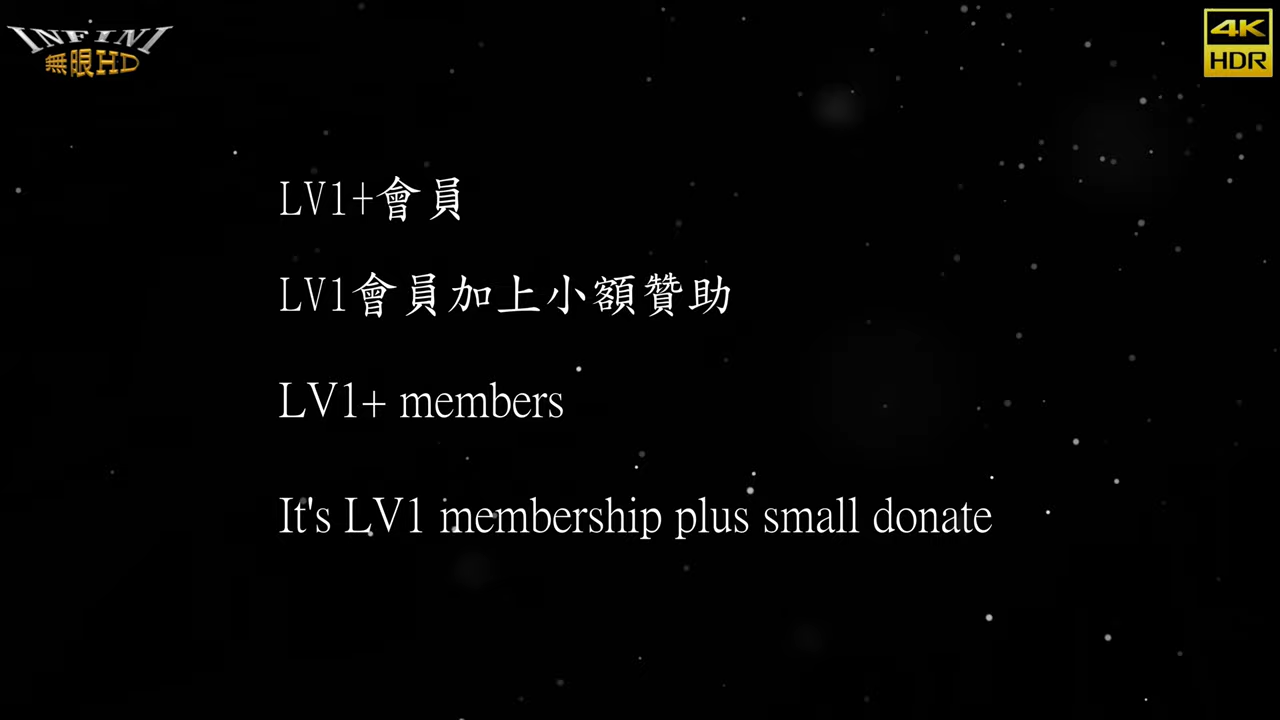 INFINI
無限HD
4K
HDR
LV1+會員
LV1會員加上小額贊助
LV1+ members
It's LV1 membership plus small donate